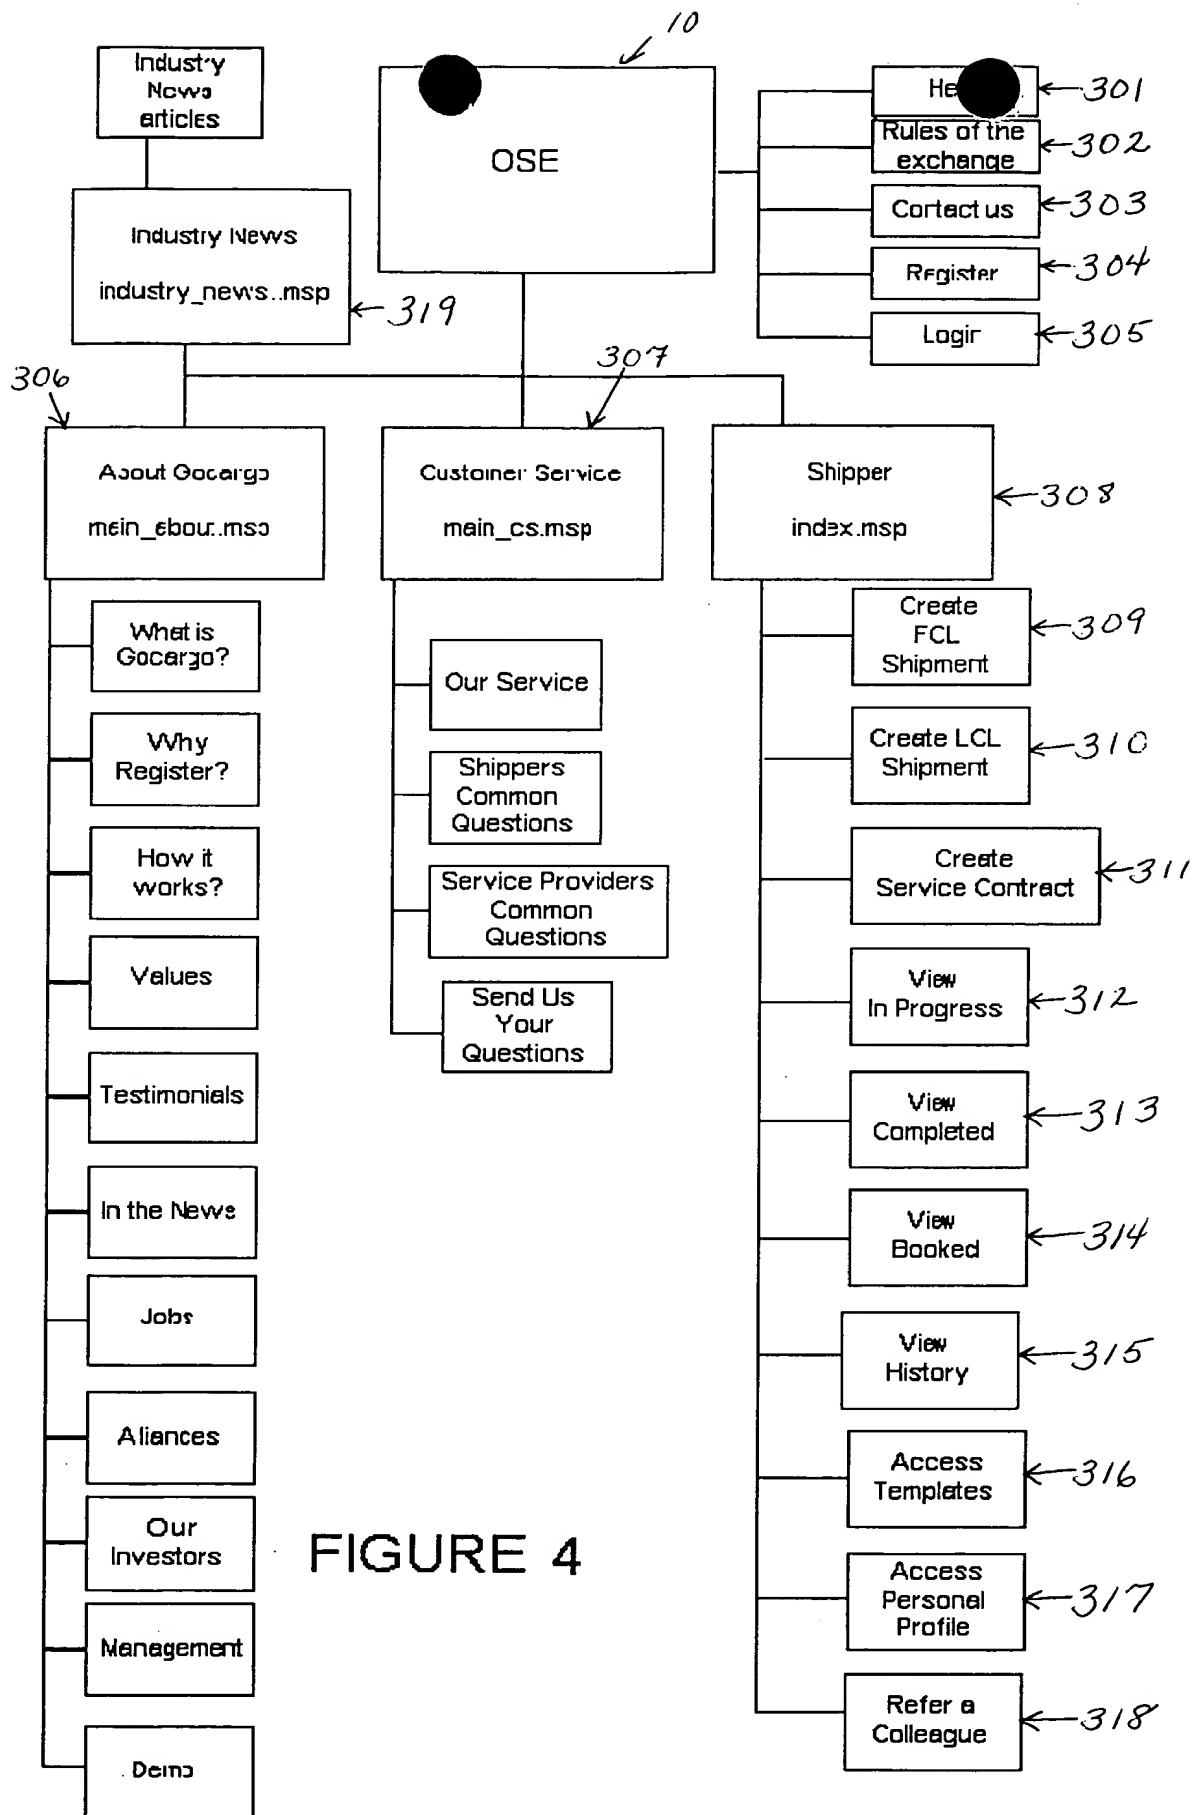 10
Industry
News
articles
OSE
301
Rules of the
exchange
302
Contact us
303
Register
304
Login
305
Industry News
industry_news.msp
319
306
307
About Gocargo
main_about.msp
Customer Service
main_cs.msp
Shipper
index.msp
308
What is
Gocargo?
Why
Register?
How it
works?
Values
Testimonials
In the News
Jobs
Aliances
Our
Investors
Management
Demo
Our Service
Shippers
Common
Questions
Service Providers
Common
Questions
Send Us
Your
Questions
Create
FCL
Shipment
309
Create LCL
Shipment
310
Create
Service Contract
311
View
In Progress
312
View
Completed
313
View
Booked
314
View
History
315
Access
Templates
316
Access
Personal
Profile
317
Refer a
Colleague
318
FIGURE 4